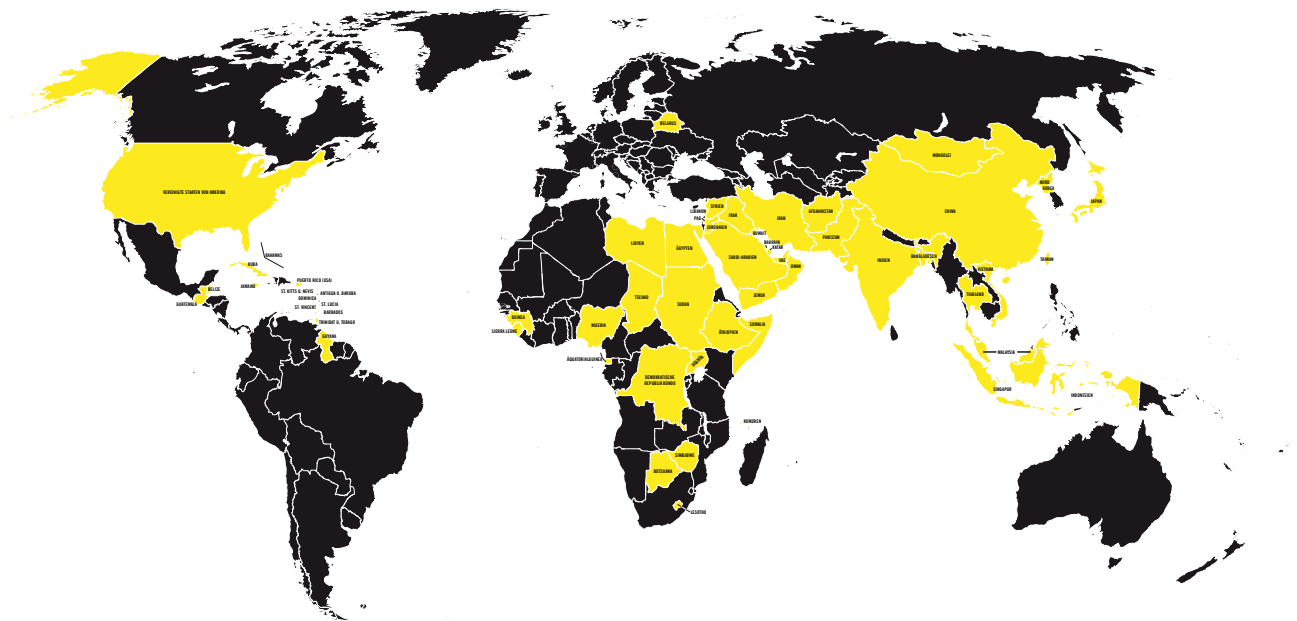 BELARUS
MONGOLEI
NORD
KOREA
JAPAN
CHINA
VEREINIGTE STAATEN VON AMERIKA
LIBANON
SYRIEN
IRAK
IRAN
AFGHANISTAN
PAKISTAN
JORDANIEN
KUWAIT
BAHRAIN
KATAR
LIBYEN
ÄGYPTEN
SAUDI-ARABIEN
VAE
OMAN
INDIEN
BANGLADESCH
TAIWAN
VIETNAM
THAILAND
BAHAMAS
KUBA
JAMAIKA
PUERTO RICO (USA)
BELIZE
GUATEMALA
ST. KITTS U. NEVIS
ANTIGUA U. BARUDA
DOMINICA
ST. LUCIA
ST. VINCENT
BARBADOS
TRINIDAT U. TOBAGO
GUYANA
JEMEN
TSCHAD
SUDAN
GUINEA
SIERRA LEONE
NIGERIA
ÄTHIOPIEN
SOMALIA
ÄQUATORIALGUINEA
UGANDA
DEMOKRATISCHE
REPUBLIK KONGO
MALAYSIA
SINGAPUR
INDONESIEN
KOMOREN
SIMBABWE
BOTSUANA
LESOTHO